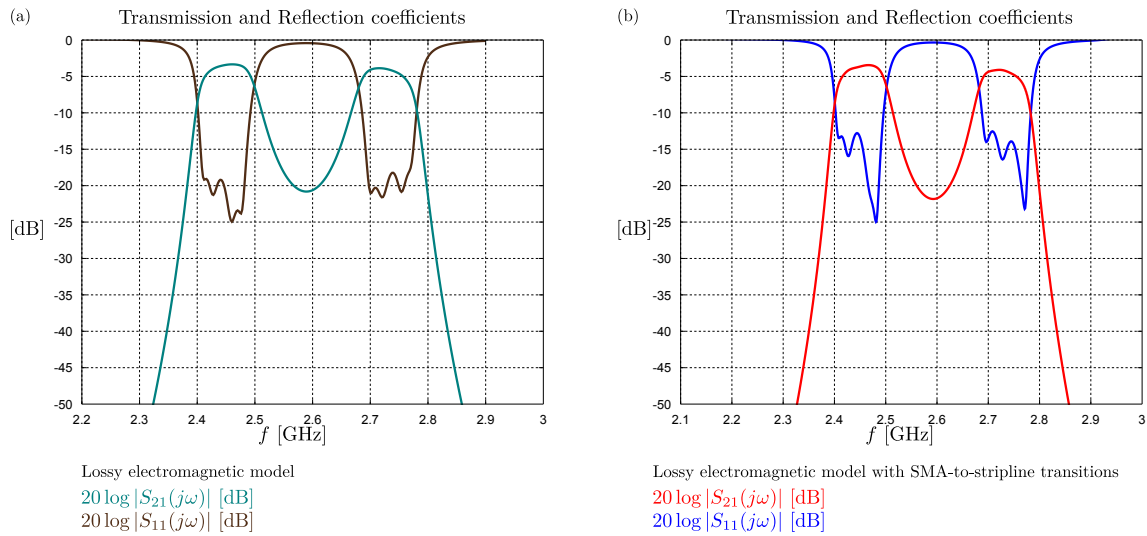 (a)
Transmission and Reflection coefficients
0
-5
-10
-15
-20
-25
[dB]
-30
-35
-40
-45
-50
2.2 2.3 2.4 2.5 2.6 2.7 2.8 2.9 3
f [GHz]
Lossy electromagnetic model
20 log |S21(jω)| [dB]
20 log |S11(jω)| [dB]
(b)
Transmission and Reflection coefficients
0
-5
-10
-15
-20
-25
[dB]
-30
-35
-40
-45
-50
2.1 2.2 2.3 2.4 2.5 2.6 2.7 2.8 2.9 3
f [GHz]
Lossy electromagnetic model with SMA-to-stripline transitions
20 log |S21(jω)| [dB]
20 log |S11(jω)| [dB]